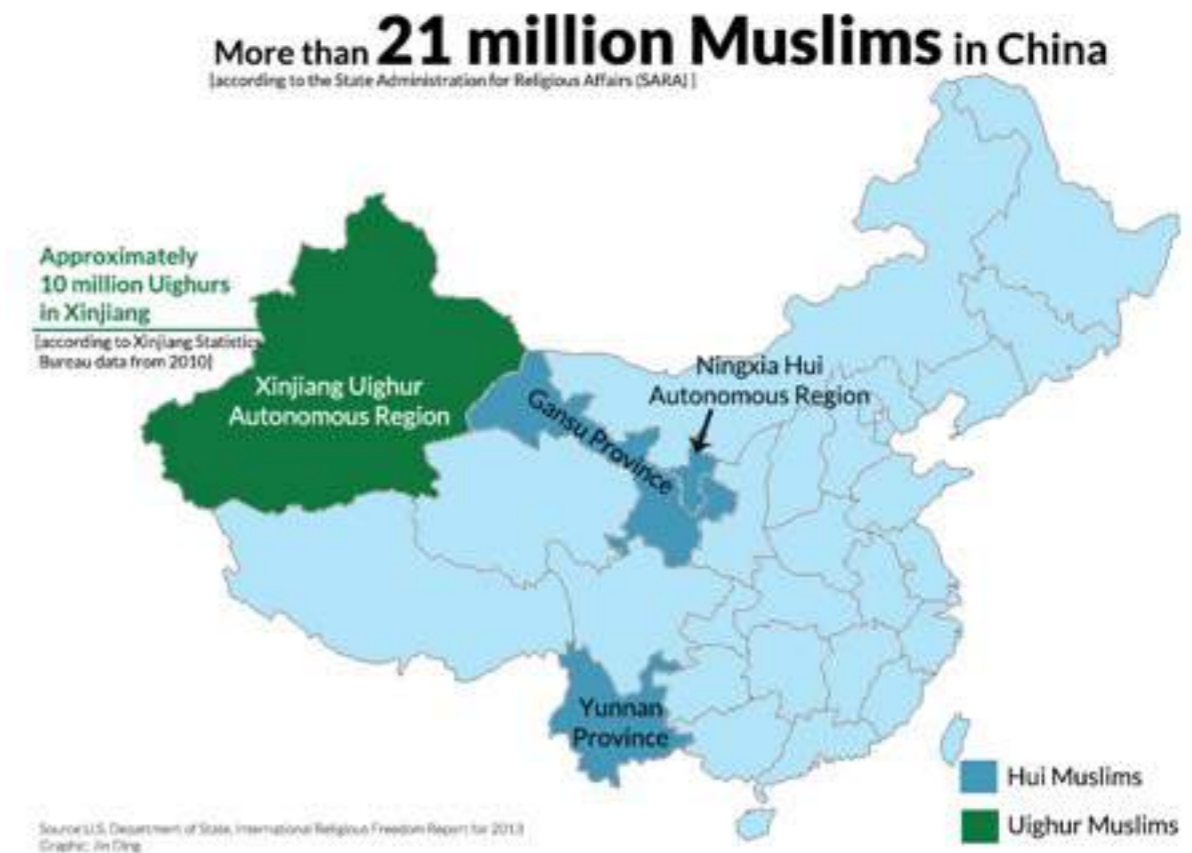 More than 21 million Muslims in China
[according to the State Administration for Religious Affairs (SARA) ]
Approximately
10 million Uighurs
in Xinjiang
[according to Xinjiang Statistics
Bureau data from 2010]
Xinjiang Uighur
Autonomous Region
Ningxia Hui
Autonomous Region
Gansu Province
Yunnan
Province
Hui Muslims
Uighur Muslims
Source U.S. Department of State, International Religious Freedom Report for 2013
Graphic: Jin Ding